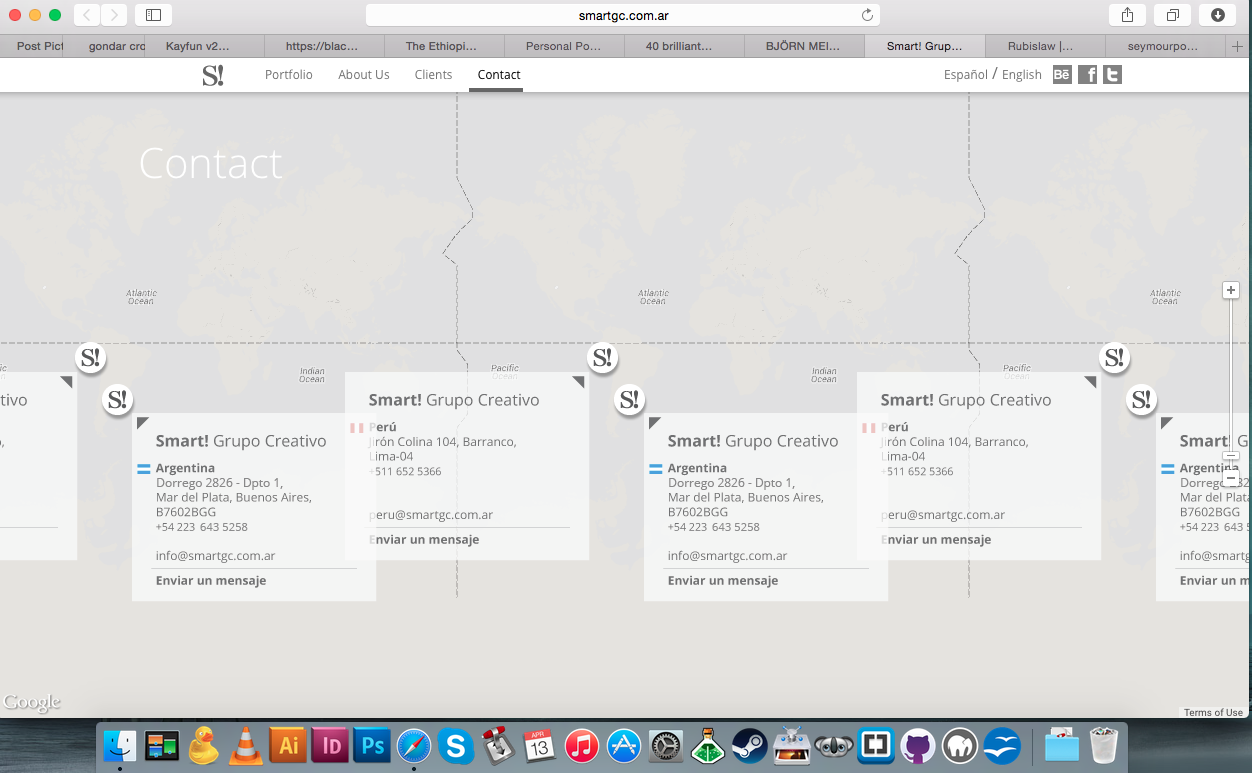 smartgc.com.ar
Post Pict
gondar crc
Kayfun v2...
https://blac...
The Ethiopi...
Personal Po...
40 brilliant...
BJÖRN MEI...
Smart! Grup...
Rubislaw |...
seymourpo...
S!
Portfolio
About Us
Clients
Contact
Español / English
Bē
f
t
Contact
Atlantic
Ocean
Atlantic
Ocean
Atlantic
Ocean
Pacific
Ocean
Indian
Ocean
Pacific
Ocean
Indian
Ocean
Pacific
Ocean
S!
S!
S!
S!
S!
S!
tivo
Smart! Grupo Creativo
Argentina
Dorrego 2826 - Dpto 1,
Mar del Plata, Buenos Aires,
B7602BGG
+54 223 643 5258
info@smartgc.com.ar
Enviar un mensaje
Smart! Grupo Creativo
Perú
Jirón Colina 104, Barranco,
Lima-04
+511 652 5366
peru@smartgc.com.ar
Enviar un mensaje
Smart! Grupo Creativo
Argentina
Dorrego 2826 - Dpto 1,
Mar del Plata, Buenos Aires,
B7602BGG
+54 223 643 5258
info@smartgc.com.ar
Enviar un mensaje
Smart! Grupo Creativo
Perú
Jirón Colina 104, Barranco,
Lima-04
+511 652 5366
peru@smartgc.com.ar
Enviar un mensaje
Smart! G
Argentina
Dorrego 282
Mar del Plat
B7602BGG
+54 223 643 5
info@smartg
Enviar un m
Google
Terms of Use
Ai
Id
Ps
S
APR
13